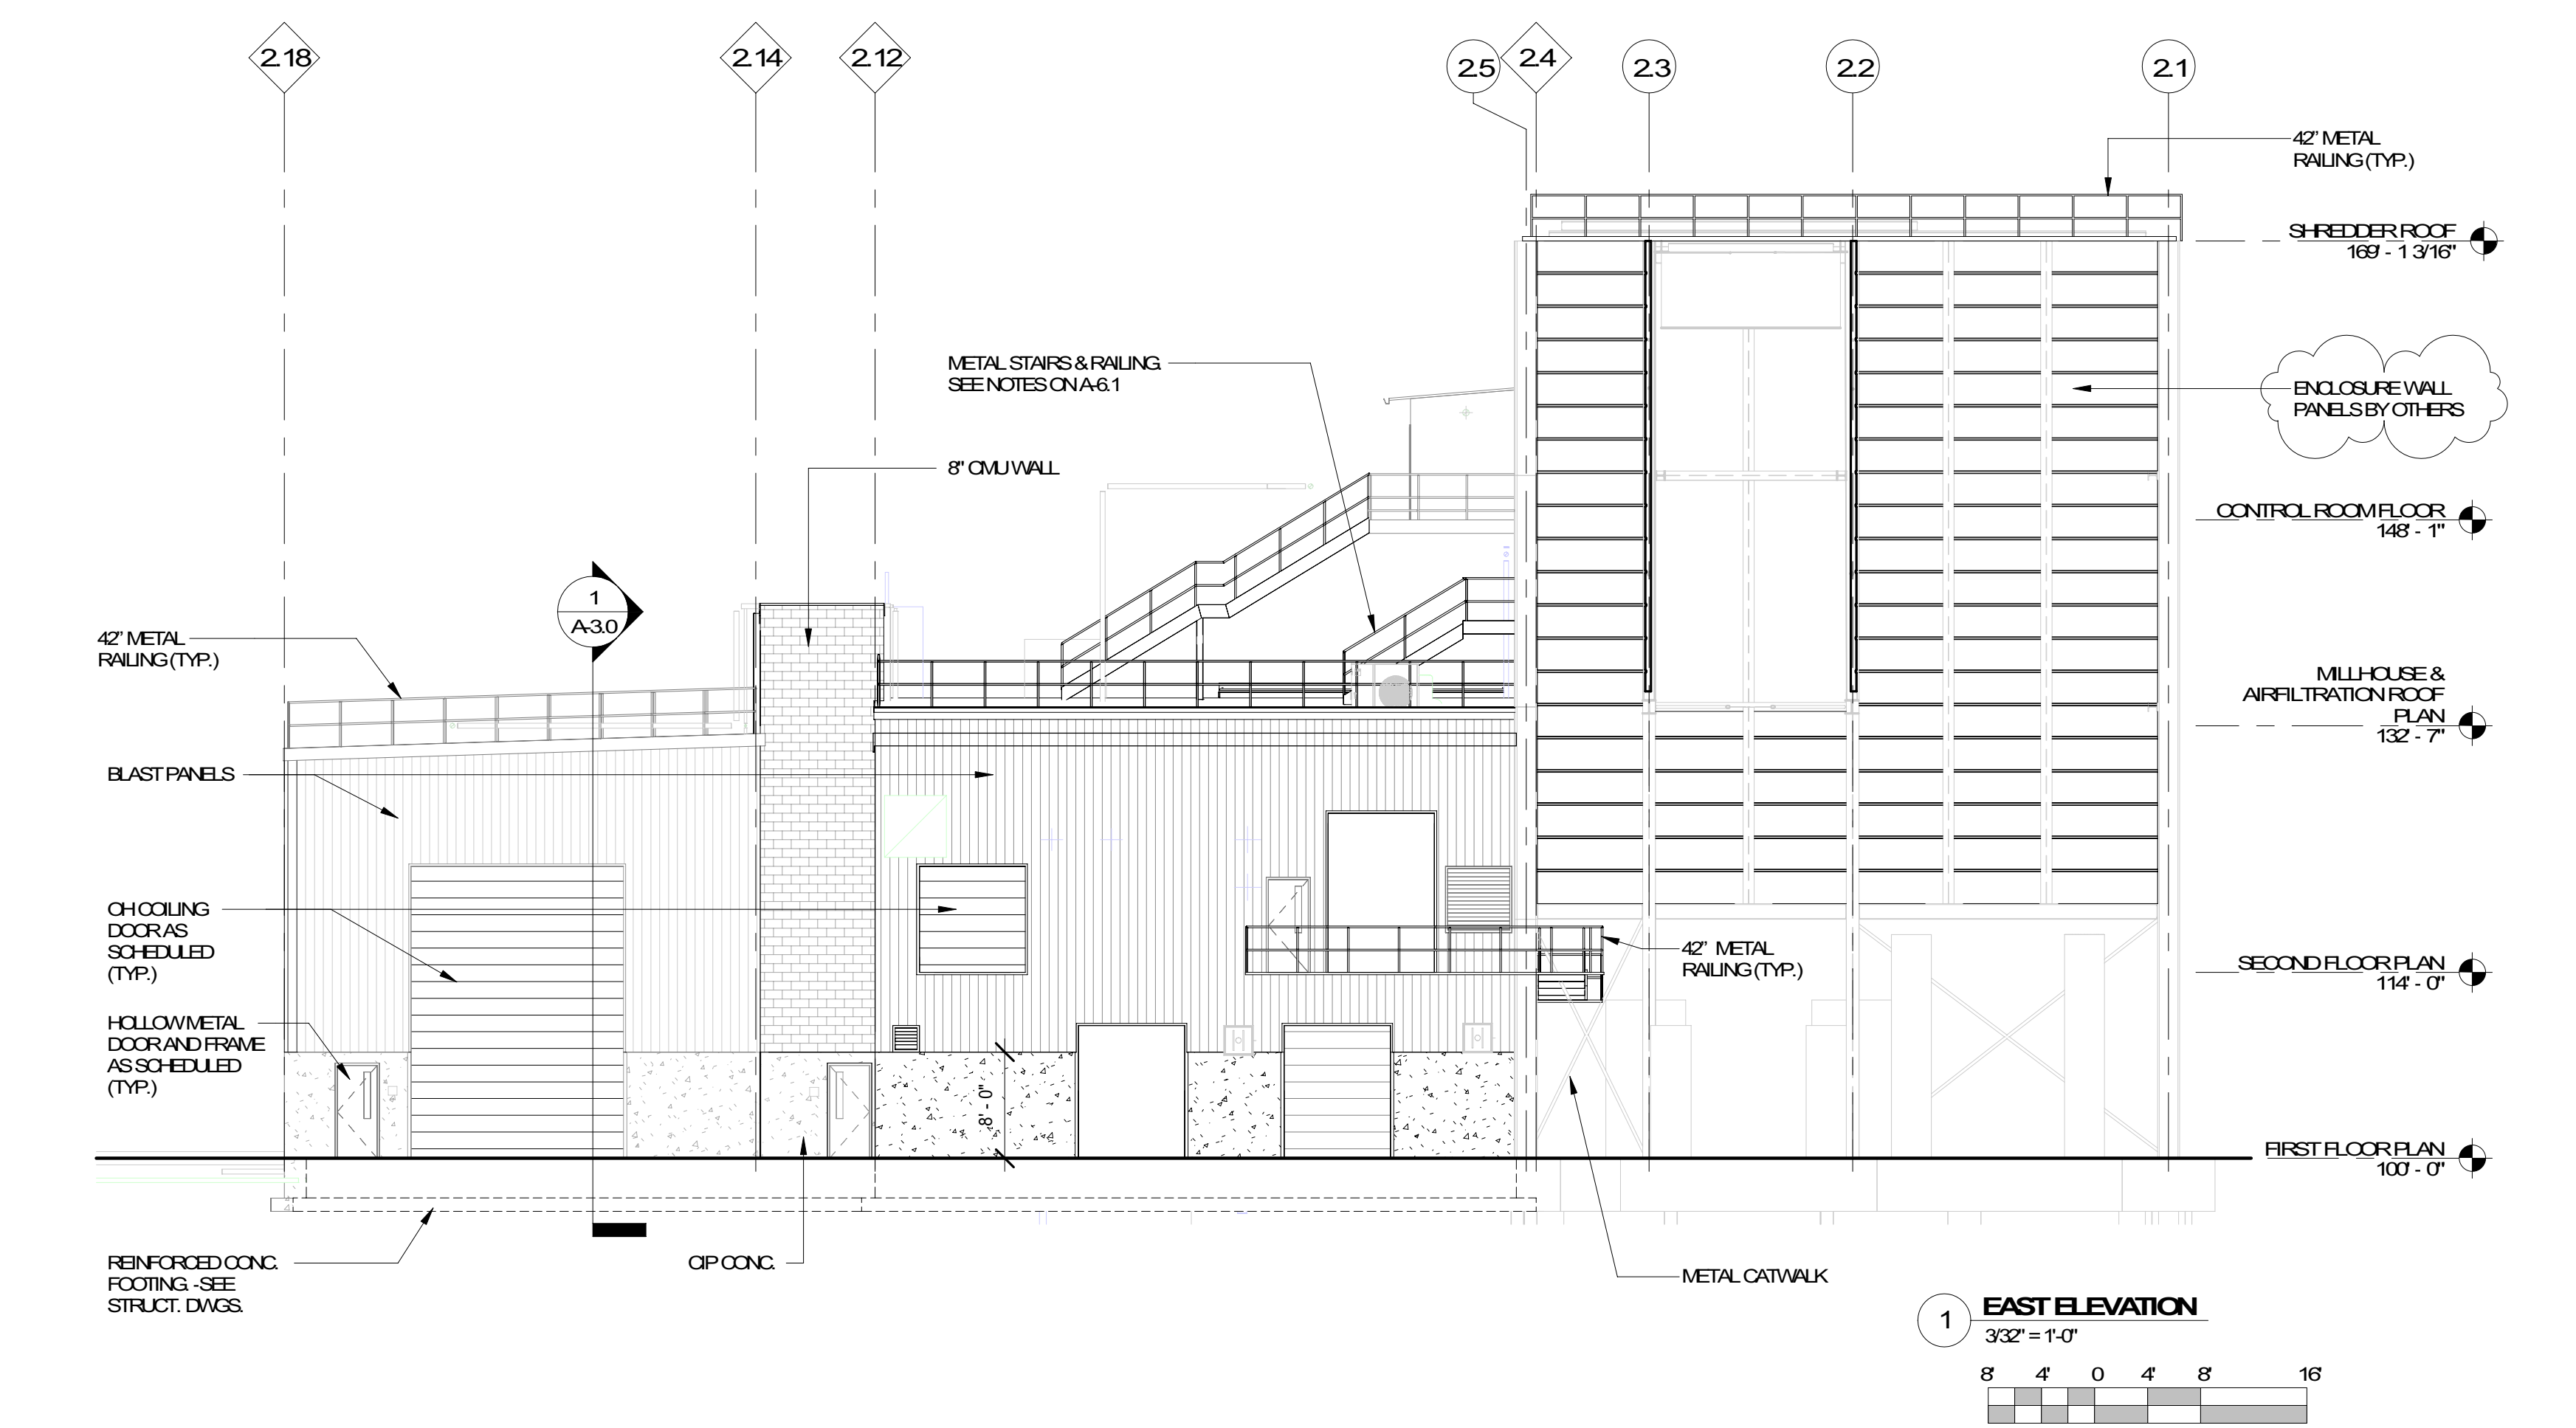 2.18
2.14
2.12
2.5
2.4
2.3
2.2
2.1
42" METAL
RAILING (TYP.)
SHREDDER ROOF
169' - 1 3/16"
METAL STAIRS & RAILING.
SEE NOTES ON A-6.1
ENCLOSURE WALL
PANELS BY OTHERS
8" CMU WALL
CONTROL ROOM FLOOR
148' - 1"
1
A-3.0
42" METAL
RAILING (TYP.)
MILLHOUSE &
AIRFILTRATION ROOF
PLAN
132' - 7"
BLAST PANELS
OH COILING
DOOR AS
SCHEDULED
(TYP.)
42" METAL
RAILING (TYP.)
SECOND FLOOR PLAN
114' - 0"
HOLLOW METAL
DOOR AND FRAME
AS SCHEDULED
(TYP.)
8' - 0"
FIRST FLOOR PLAN
100' - 0"
REINFORCED CONC.
FOOTING. - SEE
STRUCT. DWGS.
CIP CONC.
METAL CATWALK
1
EAST ELEVATION
3/32" = 1'-0"
8' 4' 0 4' 8' 16'